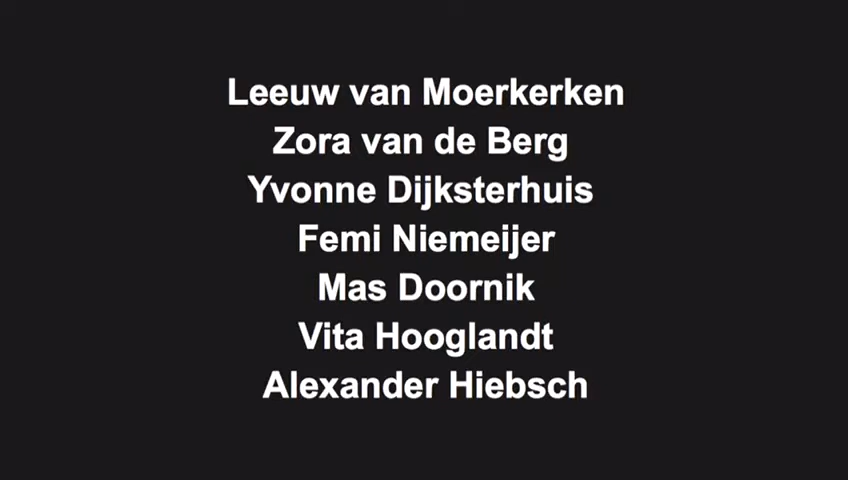 Leeuw van Moerkerken
Zora van de Berg
Yvonne Dijksterhuis
Femi Niemeijer
Mas Doornik
Vita Hooglandt
Alexander Hiebsch